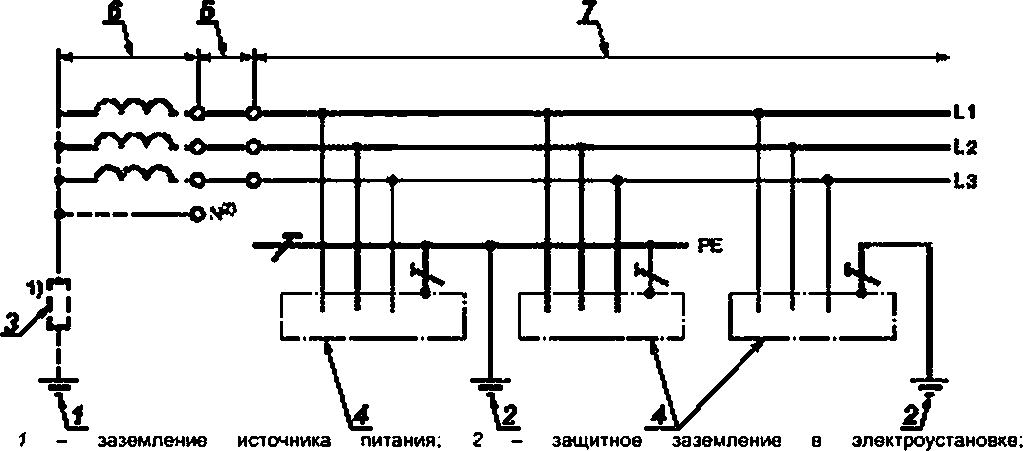 6 5 7
L1
L2
L3
N²⁾
PE
1)
3
1 4 2 4 2
1 – заземление источника питания; 2 – защитное заземление в электроустановке;